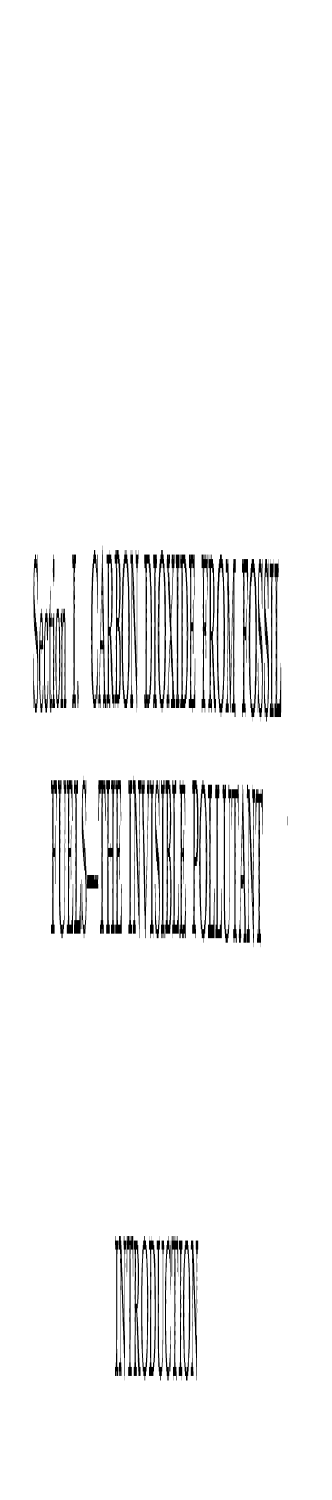 Section I. CARBON DIOXIDE FROM FOSSIL
FUELS—THE INVISIBLE POLLUTANT
INTRODUCTION